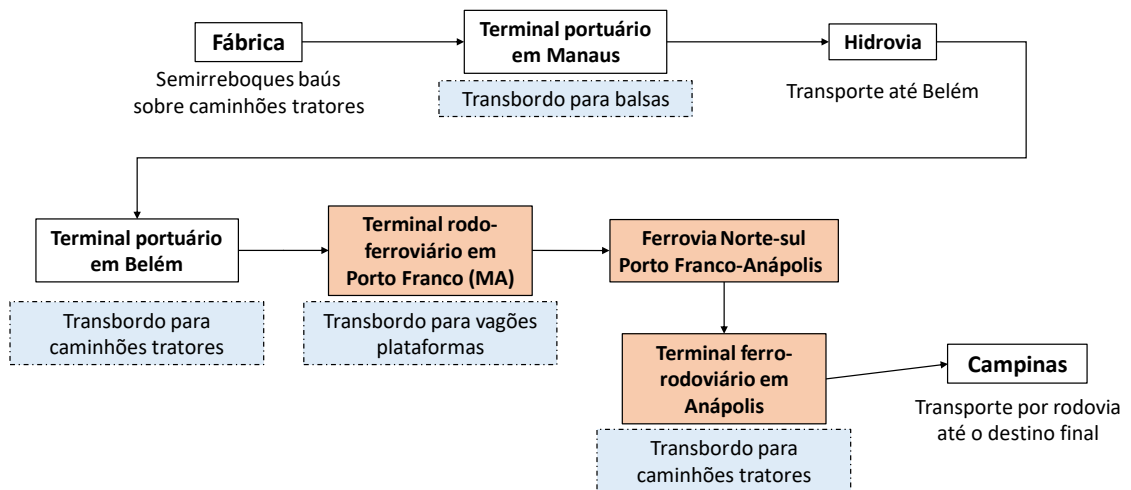 Fábrica
Semirreboques baús
sobre caminhões tratores
Terminal portuário
em Manaus
Transbordo para balsas
Hidrovia
Transporte até Belém
Terminal portuário
em Belém
Transbordo para
caminhões tratores
Terminal rodo-
ferroviário em
Porto Franco (MA)
Transbordo para vagões
plataformas
Ferrovia Norte-sul
Porto Franco-Anápolis
Terminal ferro-
rodoviário em
Anápolis
Transbordo para
caminhões tratores
Campinas
Transporte por rodovia
até o destino final